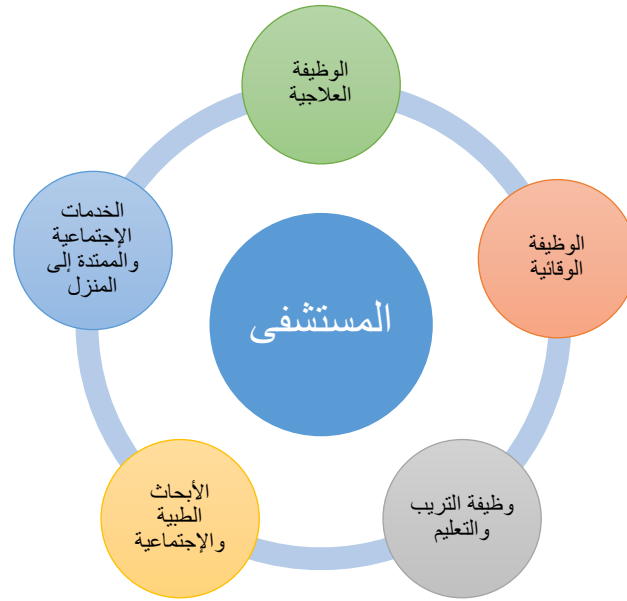 الوظيفة
العلاجية
الوظيفة
الوقائية
وظيفة التريب
والتعليم
الأبحاث
الطبية
والإجتماعية
الخدمات
الإجتماعية
والممتدة إلى
المنزل
المستشفى